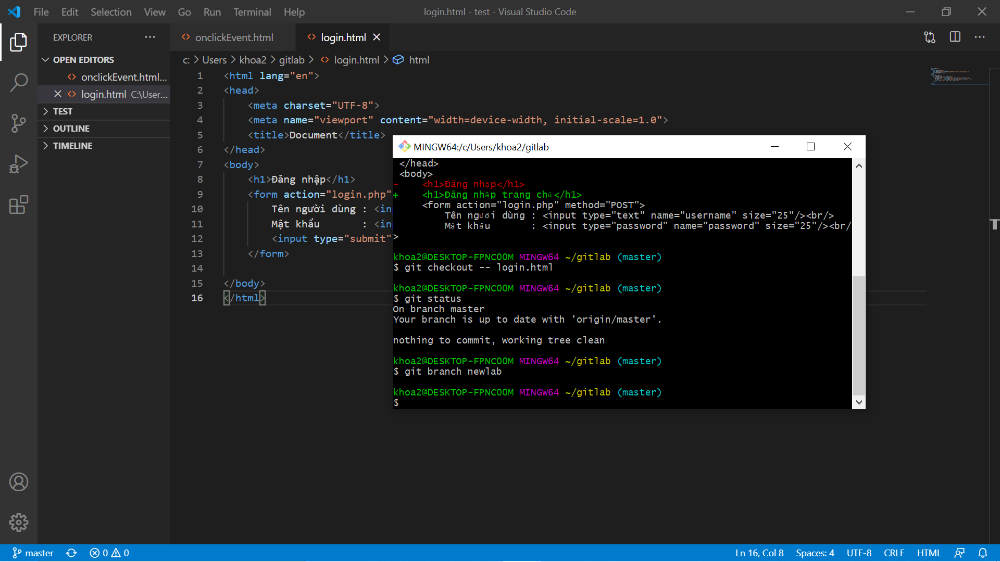 File Edit Selection View Go Run Terminal Help
login.html - test - Visual Studio Code
EXPLORER
OPEN EDITORS
onclickEvent.html...
login.html C:\User...
TEST
OUTLINE
TIMELINE
onclickEvent.html
login.html
c: > Users > khoa2 > gitlab > login.html > html
1 <html lang="en">
2 <head>
3 <meta charset="UTF-8">
4 <meta name="viewport" content="width=device-width, initial-scale=1.0">
5 <title>Document</title>
6 </head>
7 <body>
8 <h1>Đăng nhập</h1>
9 <form action="login.php"
10 Tên người dùng : <in
11 Mật khẩu : <in
12 <input type="submit"
13 </form>
14
15 </body>
16 </html>
MINGW64:/c/Users/khoa2/gitlab
</head>
<body>
- <h1>Đăng nhập</h1>
+ <h1>Đăng nhập trang chủ</h1>
<form action="login.php" method="POST">
Tên người dùng : <input type="text" name="username" size="25"/><br/>
Mật khẩu : <input type="password" name="password" size="25"/><br/
>
khoa2@DESKTOP-FPNCOOM MINGW64 ~/gitlab (master)
$ git checkout -- login.html
khoa2@DESKTOP-FPNCOOM MINGW64 ~/gitlab (master)
$ git status
On branch master
Your branch is up to date with 'origin/master'.
nothing to commit, working tree clean
khoa2@DESKTOP-FPNCOOM MINGW64 ~/gitlab (master)
$ git branch newlab
khoa2@DESKTOP-FPNCOOM MINGW64 ~/gitlab (master)
$
master 0 0
Ln 16, Col 8 Spaces: 4 UTF-8 CRLF HTML